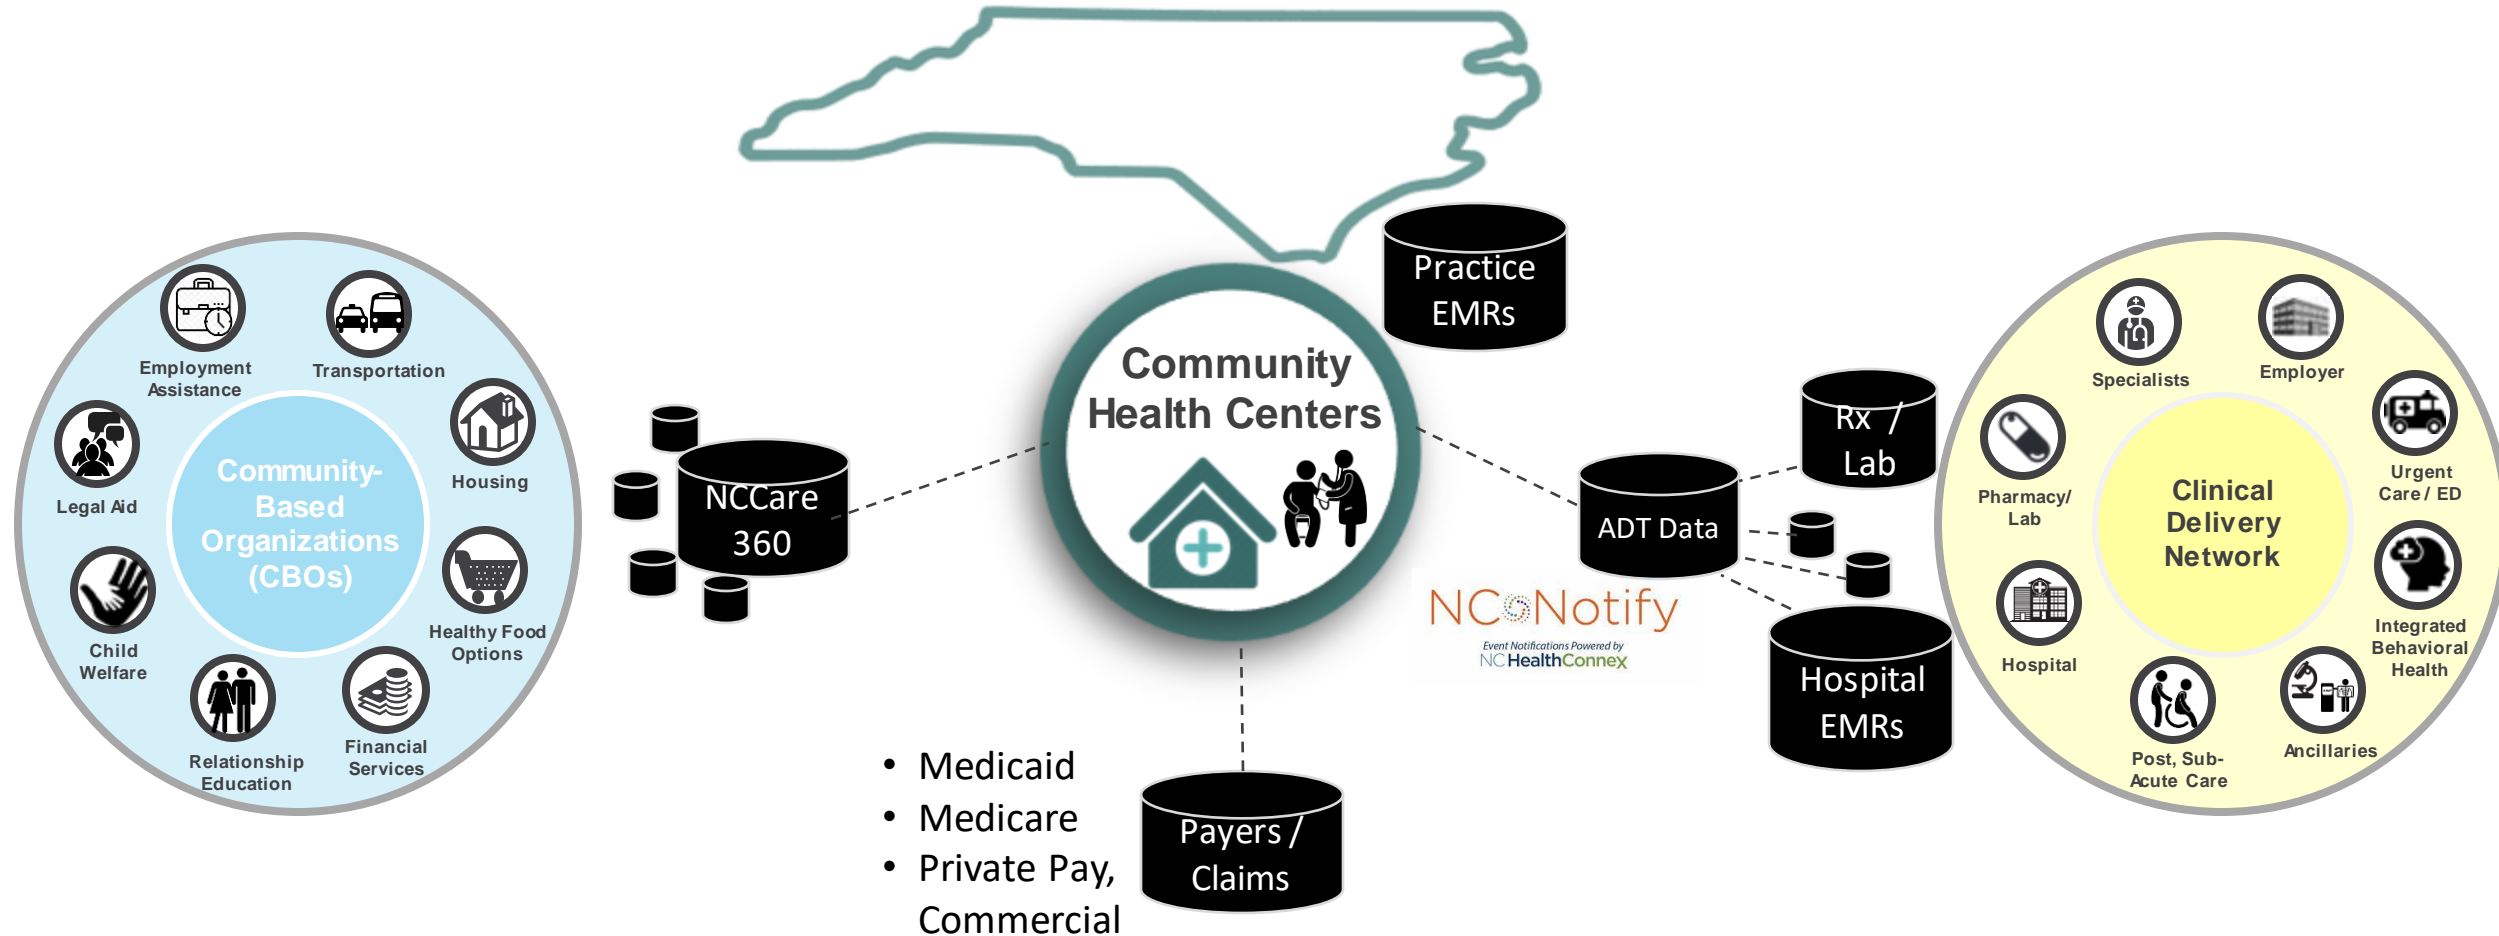 Practice
EMRs
Community
Health Centers
Employment
Assistance
Transportation
Legal Aid
Housing
Community-
Based
Organizations
(CBOs)
Child
Welfare
Healthy Food
Options
Relationship
Education
Financial
Services
NCCare
360
Rx /
Lab
ADT Data
NC Notify
Event Notifications Powered by
NC HealthConnex
Hospital
EMRs
• Medicaid
• Medicare
• Private Pay,
Commercial
Payers /
Claims
Specialists
Employer
Pharmacy/
Lab
Urgent
Care / ED
Clinical
Delivery
Network
Hospital
Integrated
Behavioral
Health
Post, Sub-
Acute Care
Ancillaries